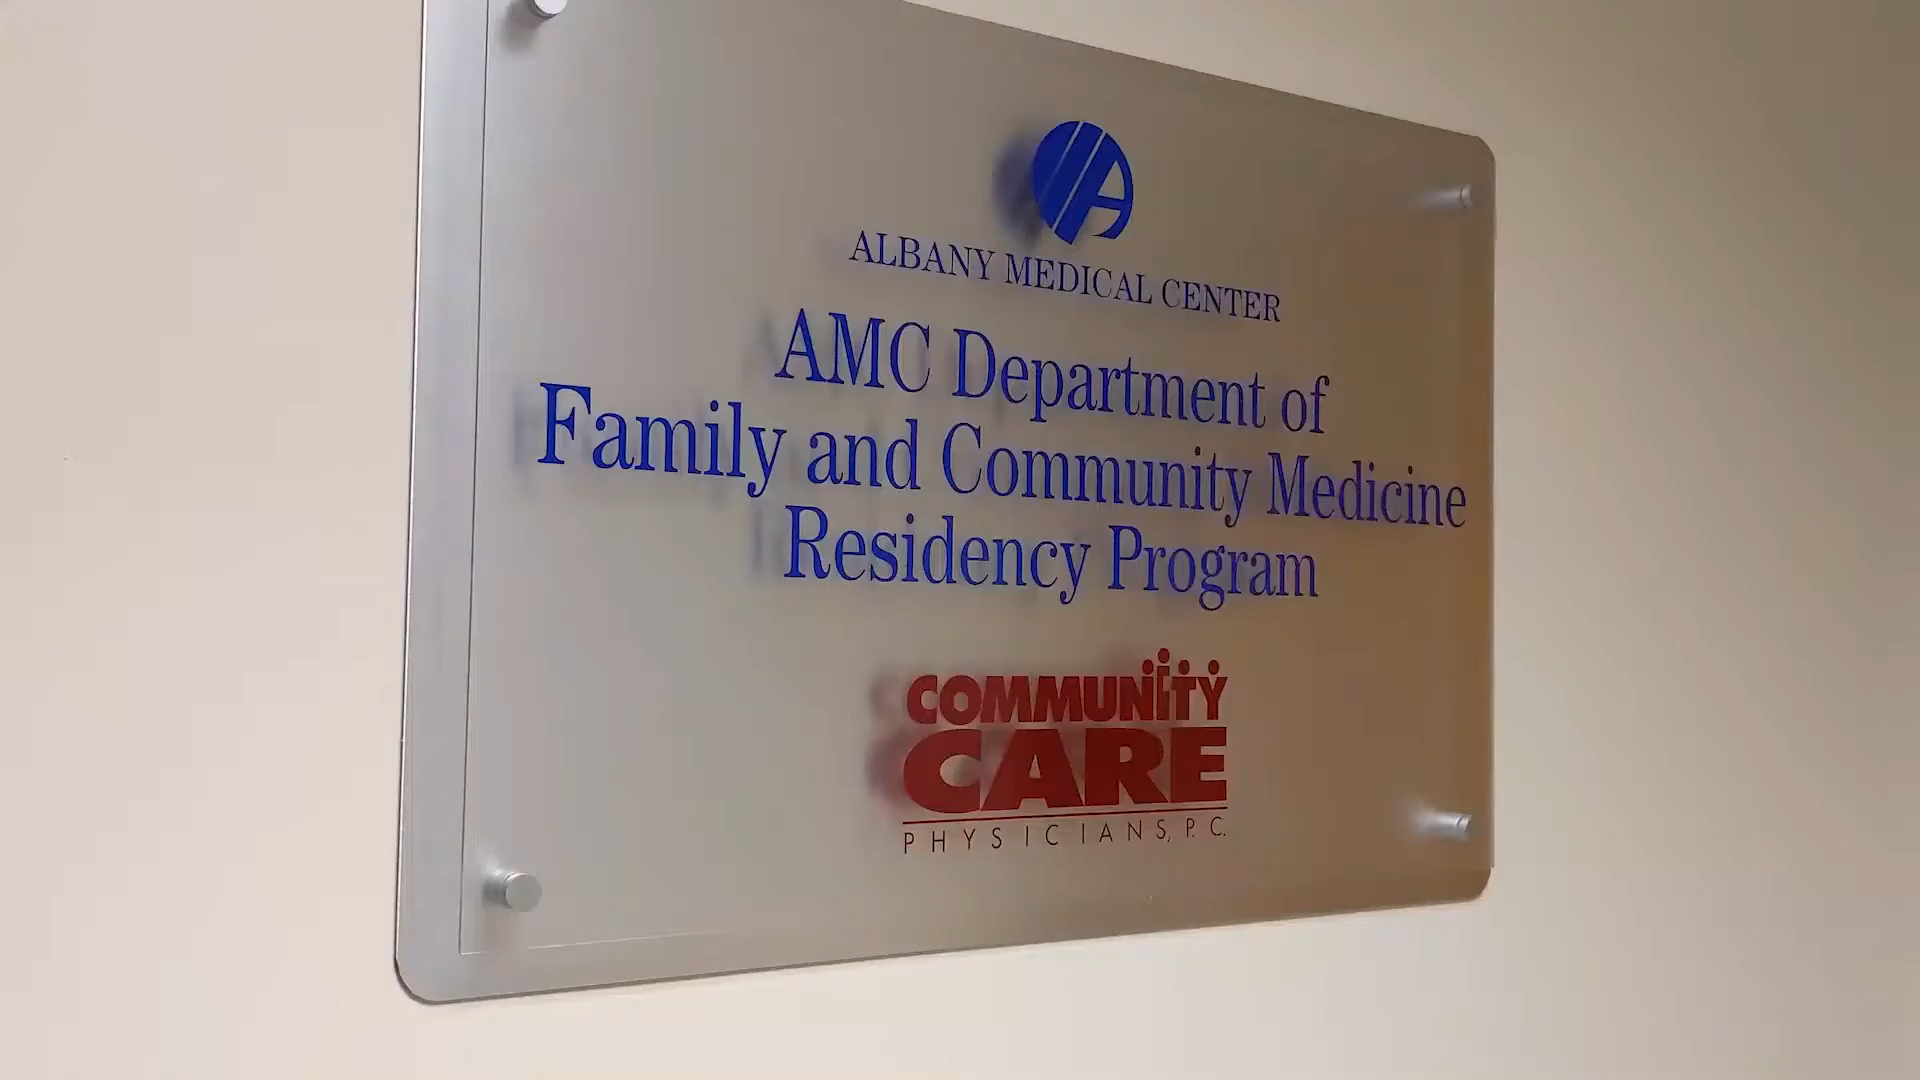 ALBANY MEDICAL CENTER
AMC Department of
Family and Community Medicine
Residency Program
COMMUNITY
CARE
PHYSICIANS, P.C.